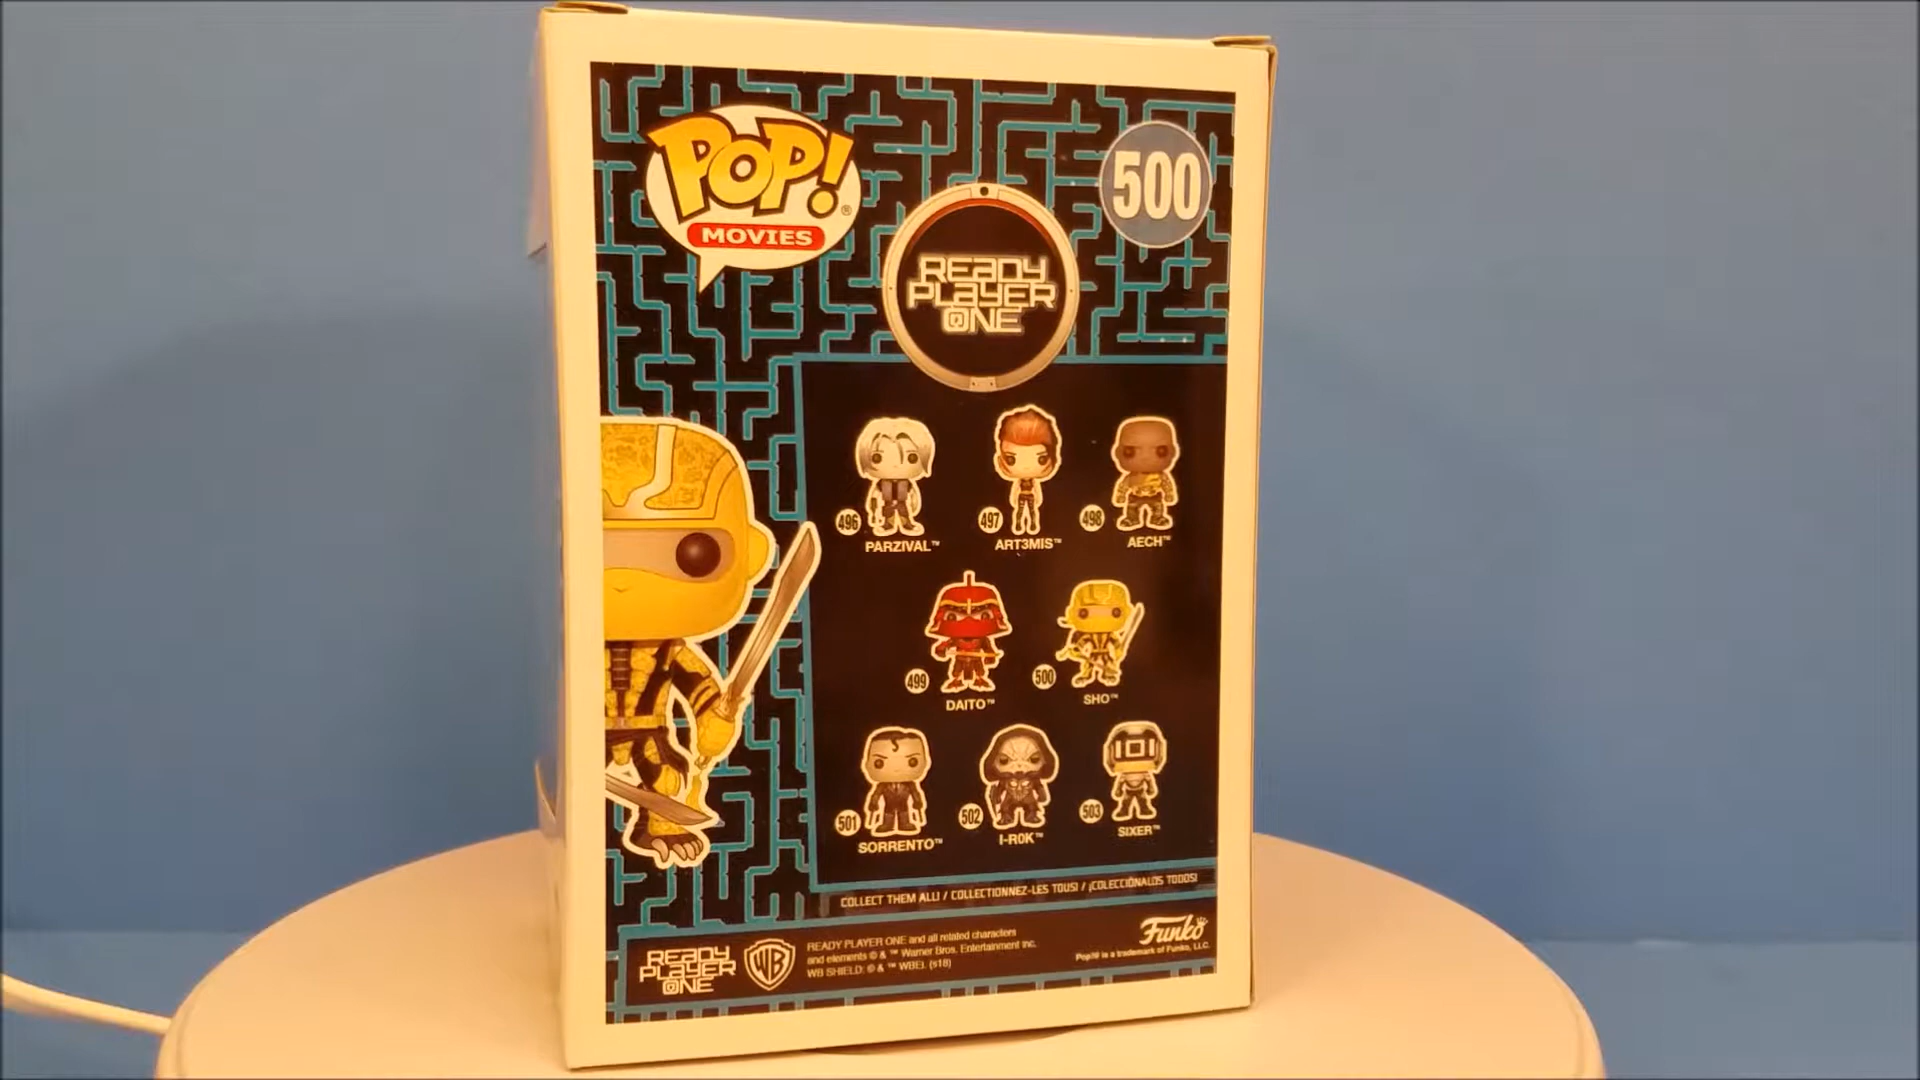 POP!®
MOVIES
500
READY
PLAYER
ONE
496
PARZIVAL™
497
ART3MIS™
498
AECH™
499
DAITO™
500
SHO™
501
SORRENTO™
502
I-R0K™
503
SIXER™
COLLECT THEM ALL! / COLLECTIONNEZ-LES TOUS! / ¡COLECCIÓNALOS TODOS!
READY
PLAYER
ONE
WB
READY PLAYER ONE and all related characters
and elements © & ™ Warner Bros. Entertainment Inc.
WB SHIELD: © & ™ WBEI. (s18)
Funko
Pop!® is a trademark of Funko, LLC.